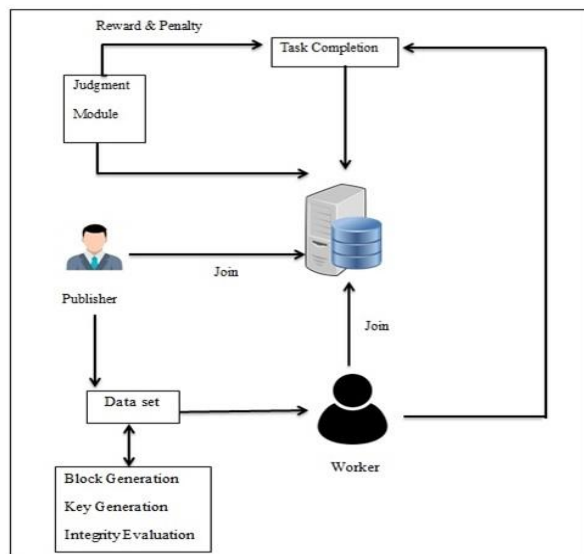 Reward & Penalty
Task Completion
Judgment
Module
Join
Publisher
Join
Data set
Worker
Block Generation
Key Generation
Integrity Evaluation